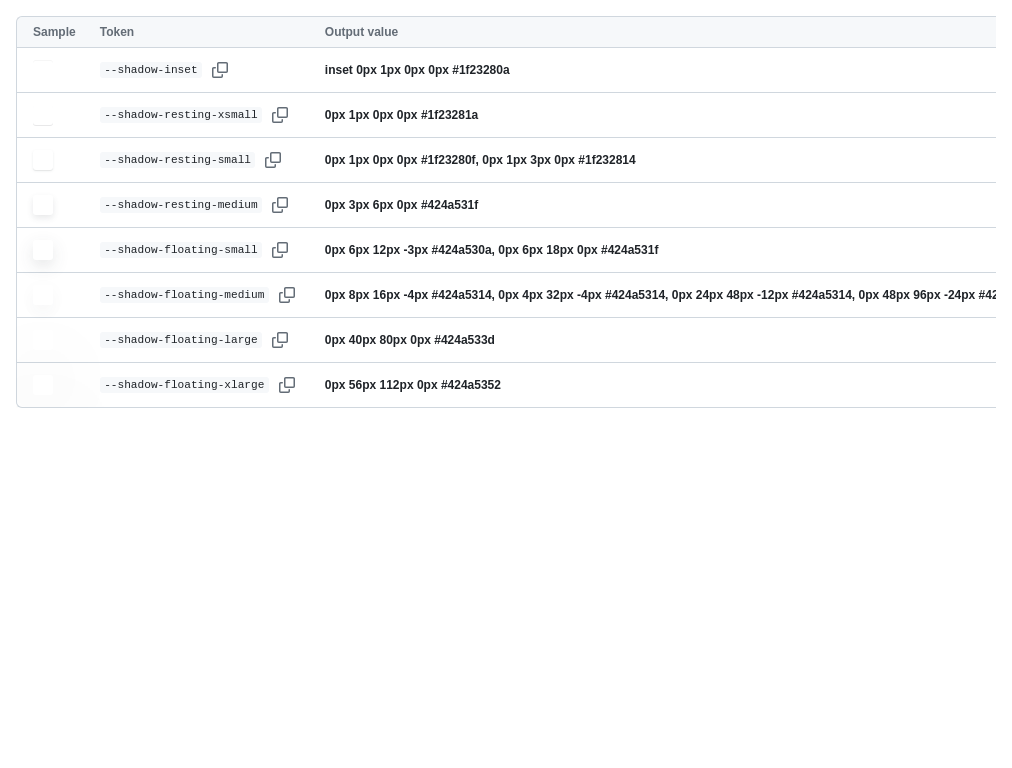 Sample Token Output value
--shadow-inset inset 0px 1px 0px 0px #1f23280a
--shadow-resting-xsmall 0px 1px 0px 0px #1f23281a
--shadow-resting-small 0px 1px 0px 0px #1f23280f, 0px 1px 3px 0px #1f232814
--shadow-resting-medium 0px 3px 6px 0px #424a531f
--shadow-floating-small 0px 6px 12px -3px #424a530a, 0px 6px 18px 0px #424a531f
--shadow-floating-medium 0px 8px 16px -4px #424a5314, 0px 4px 32px -4px #424a5314, 0px 24px 48px -12px #424a5314, 0px 48px 96px -24px #42
--shadow-floating-large 0px 40px 80px 0px #424a533d
--shadow-floating-xlarge 0px 56px 112px 0px #424a5352